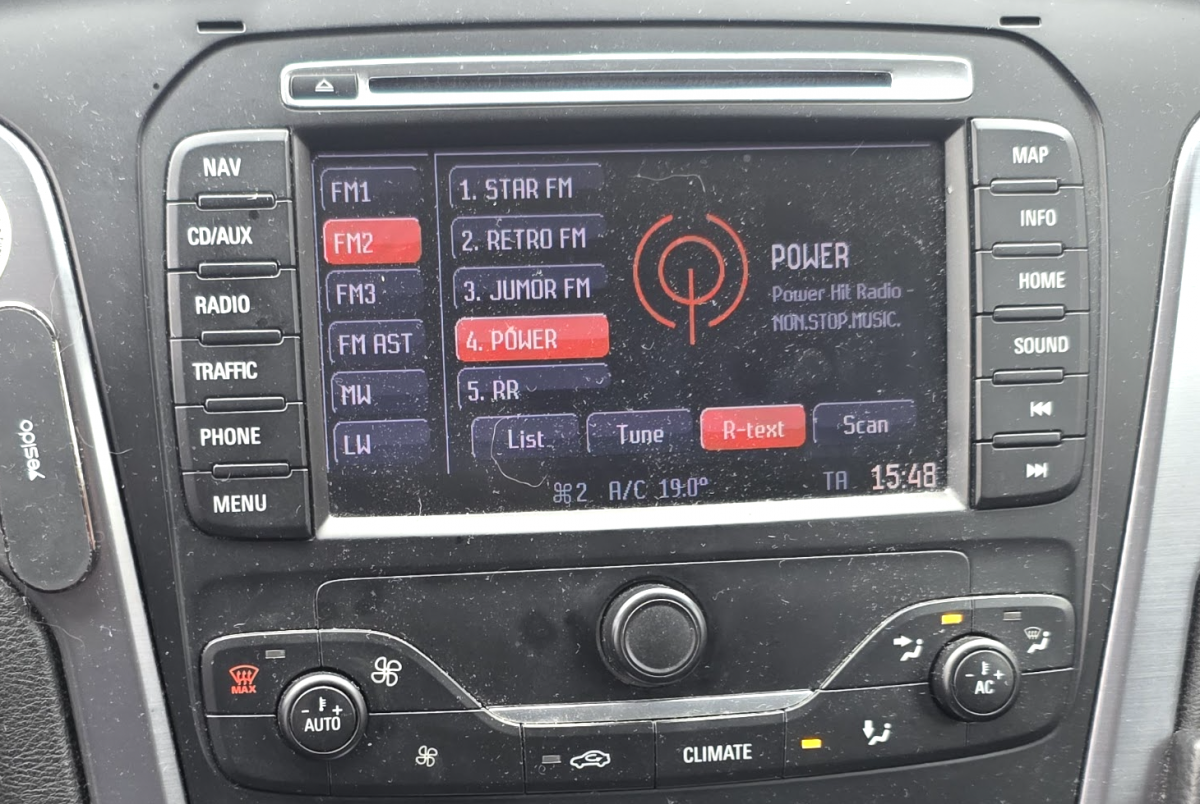 NAV
CD/AUX
RADIO
TRAFFIC
PHONE
MENU
FM1
FM2
FM3
FM AST
MW
LW
1. STAR FM
2. RETRO FM
3. JUMOR FM
4. POWER
5. RR
POWER
Power Hit Radio -
NON.STOP.MUSIC.
List
Tune
R-text
Scan
2 A/C 19.0°
TA 15:48
MAP
INFO
HOME
SOUND
yesido
MAX
- +
AUTO
CLIMATE
- +
AC